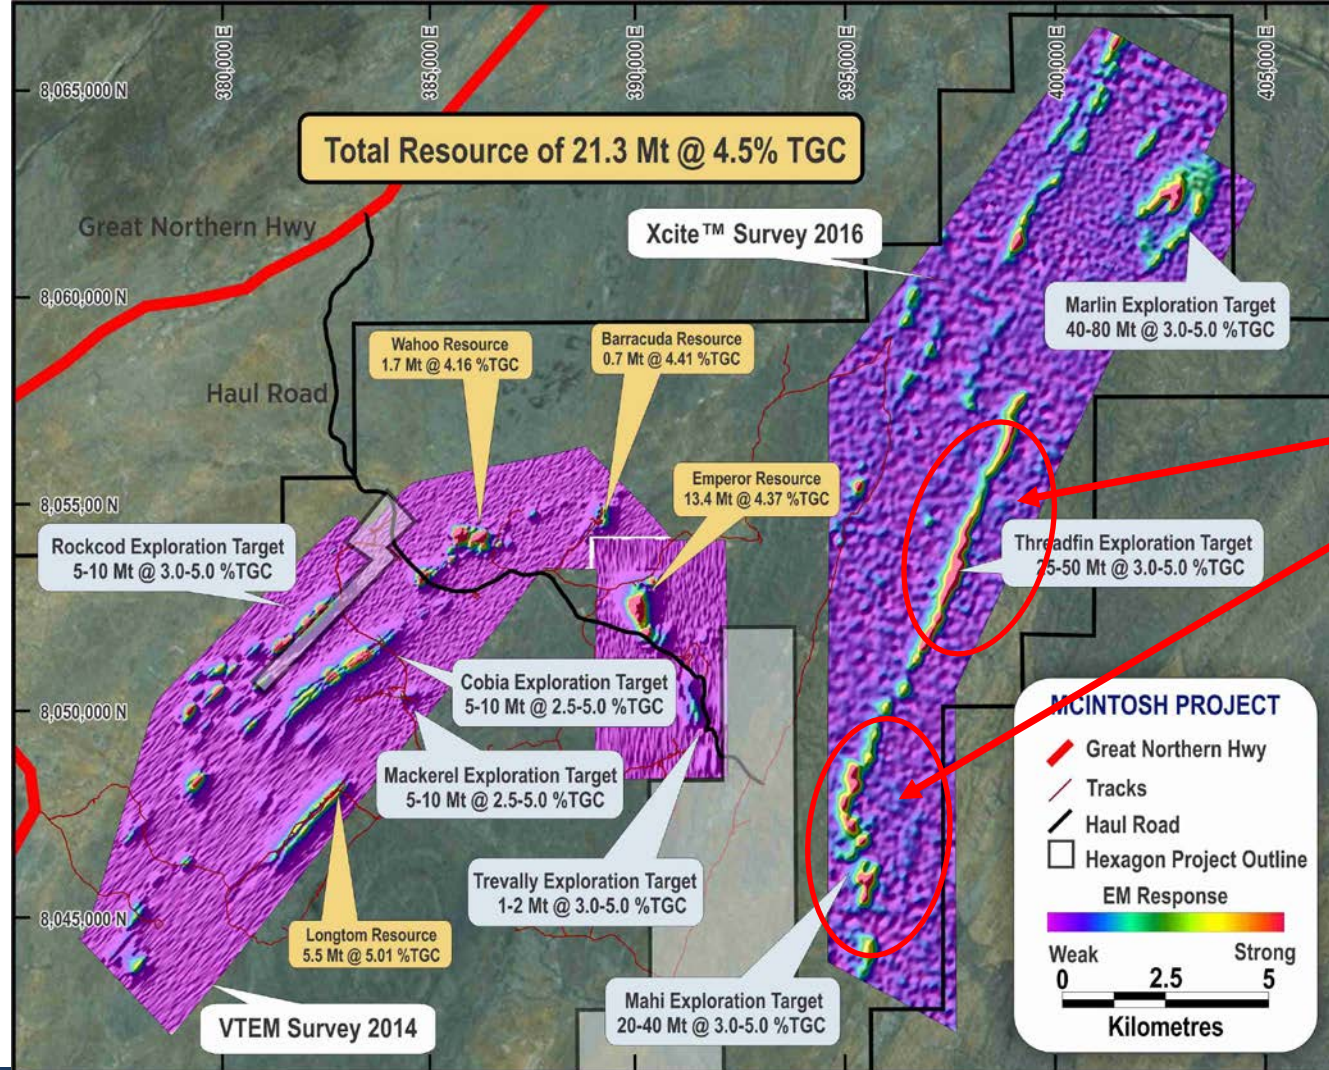 380,000 E
385,000 E
390,000 E
395,000 E
400,000 E
405,000 E
8,065,000 N
8,060,000 N
8,055,00 N
8,050,000 N
8,045,000 N
Total Resource of 21.3 Mt @ 4.5% TGC
Great Northern Hwy
Xcite™ Survey 2016
Marlin Exploration Target
40-80 Mt @ 3.0-5.0 %TGC
Wahoo Resource
1.7 Mt @ 4.16 %TGC
Barracuda Resource
0.7 Mt @ 4.41 %TGC
Haul Road
Emperor Resource
13.4 Mt @ 4.37 %TGC
Rockcod Exploration Target
5-10 Mt @ 3.0-5.0 %TGC
Threadfin Exploration Target
25-50 Mt @ 3.0-5.0 %TGC
Cobia Exploration Target
5-10 Mt @ 2.5-5.0 %TGC
Mackerel Exploration Target
5-10 Mt @ 2.5-5.0 %TGC
Trevally Exploration Target
1-2 Mt @ 3.0-5.0 %TGC
Longtom Resource
5.5 Mt @ 5.01 %TGC
Mahi Exploration Target
20-40 Mt @ 3.0-5.0 %TGC
VTEM Survey 2014
MCINTOSH PROJECT
Great Northern Hwy
Tracks
Haul Road
Hexagon Project Outline
EM Response
Weak Strong
0 2.5 5
Kilometres